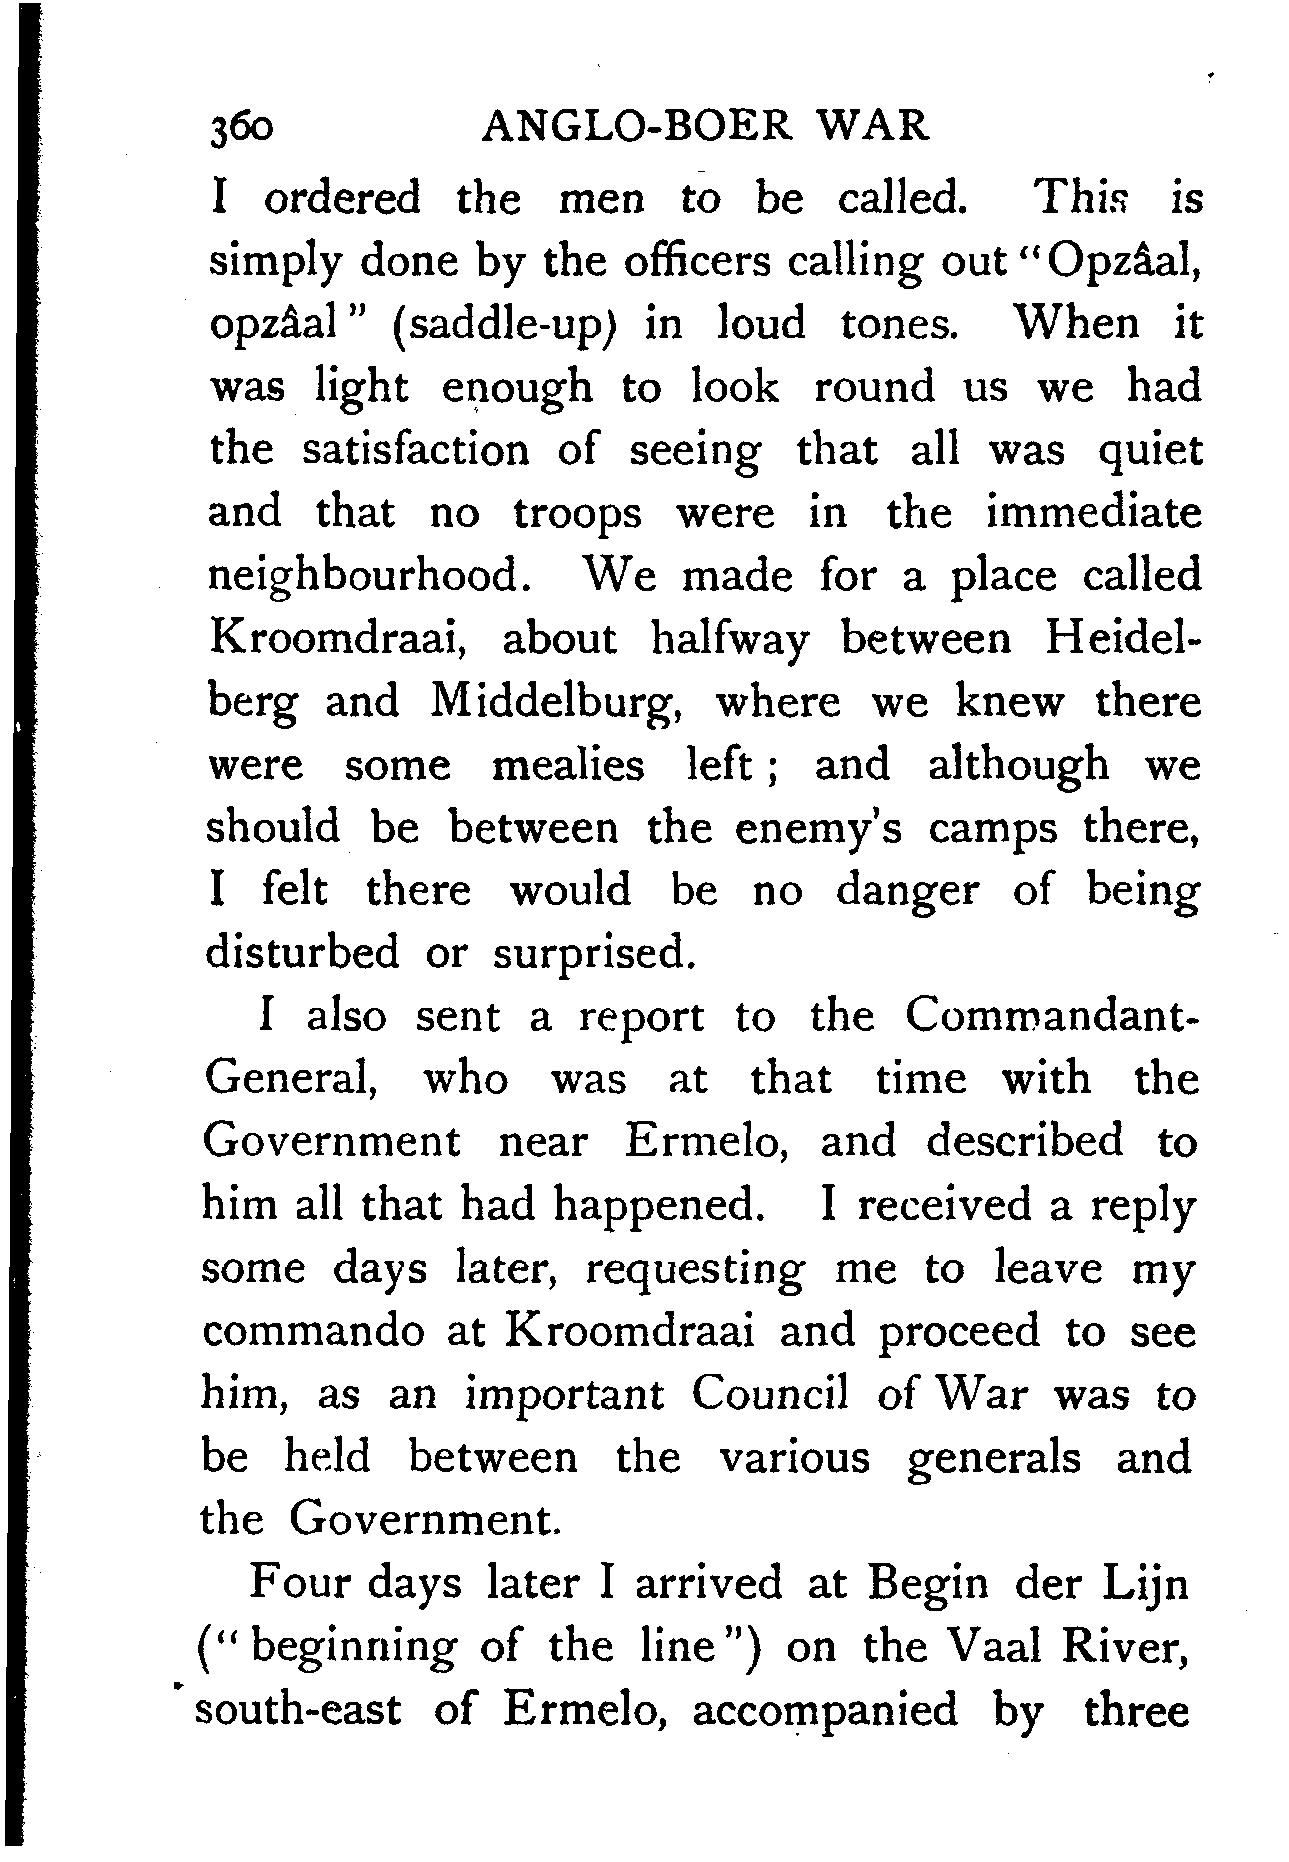 360 ANGLO-BOER WAR
I ordered the men to be called. This is
simply done by the officers calling out "Opzâal,
opzâal" (saddle-up) in loud tones. When it
was light enough to look round us we had
the satisfaction of seeing that all was quiet
and that no troops were in the immediate
neighbourhood. We made for a place called
Kroomdraai, about halfway between Heidel-
berg and Middelburg, where we knew there
were some mealies left; and although we
should be between the enemy's camps there,
I felt there would be no danger of being
disturbed or surprised.
I also sent a report to the Commandant-
General, who was at that time with the
Government near Ermelo, and described to
him all that had happened. I received a reply
some days later, requesting me to leave my
commando at Kroomdraai and proceed to see
him, as an important Council of War was to
be held between the various generals and
the Government.
Four days later I arrived at Begin der Lijn
("beginning of the line") on the Vaal River,
south-east of Ermelo, accompanied by three